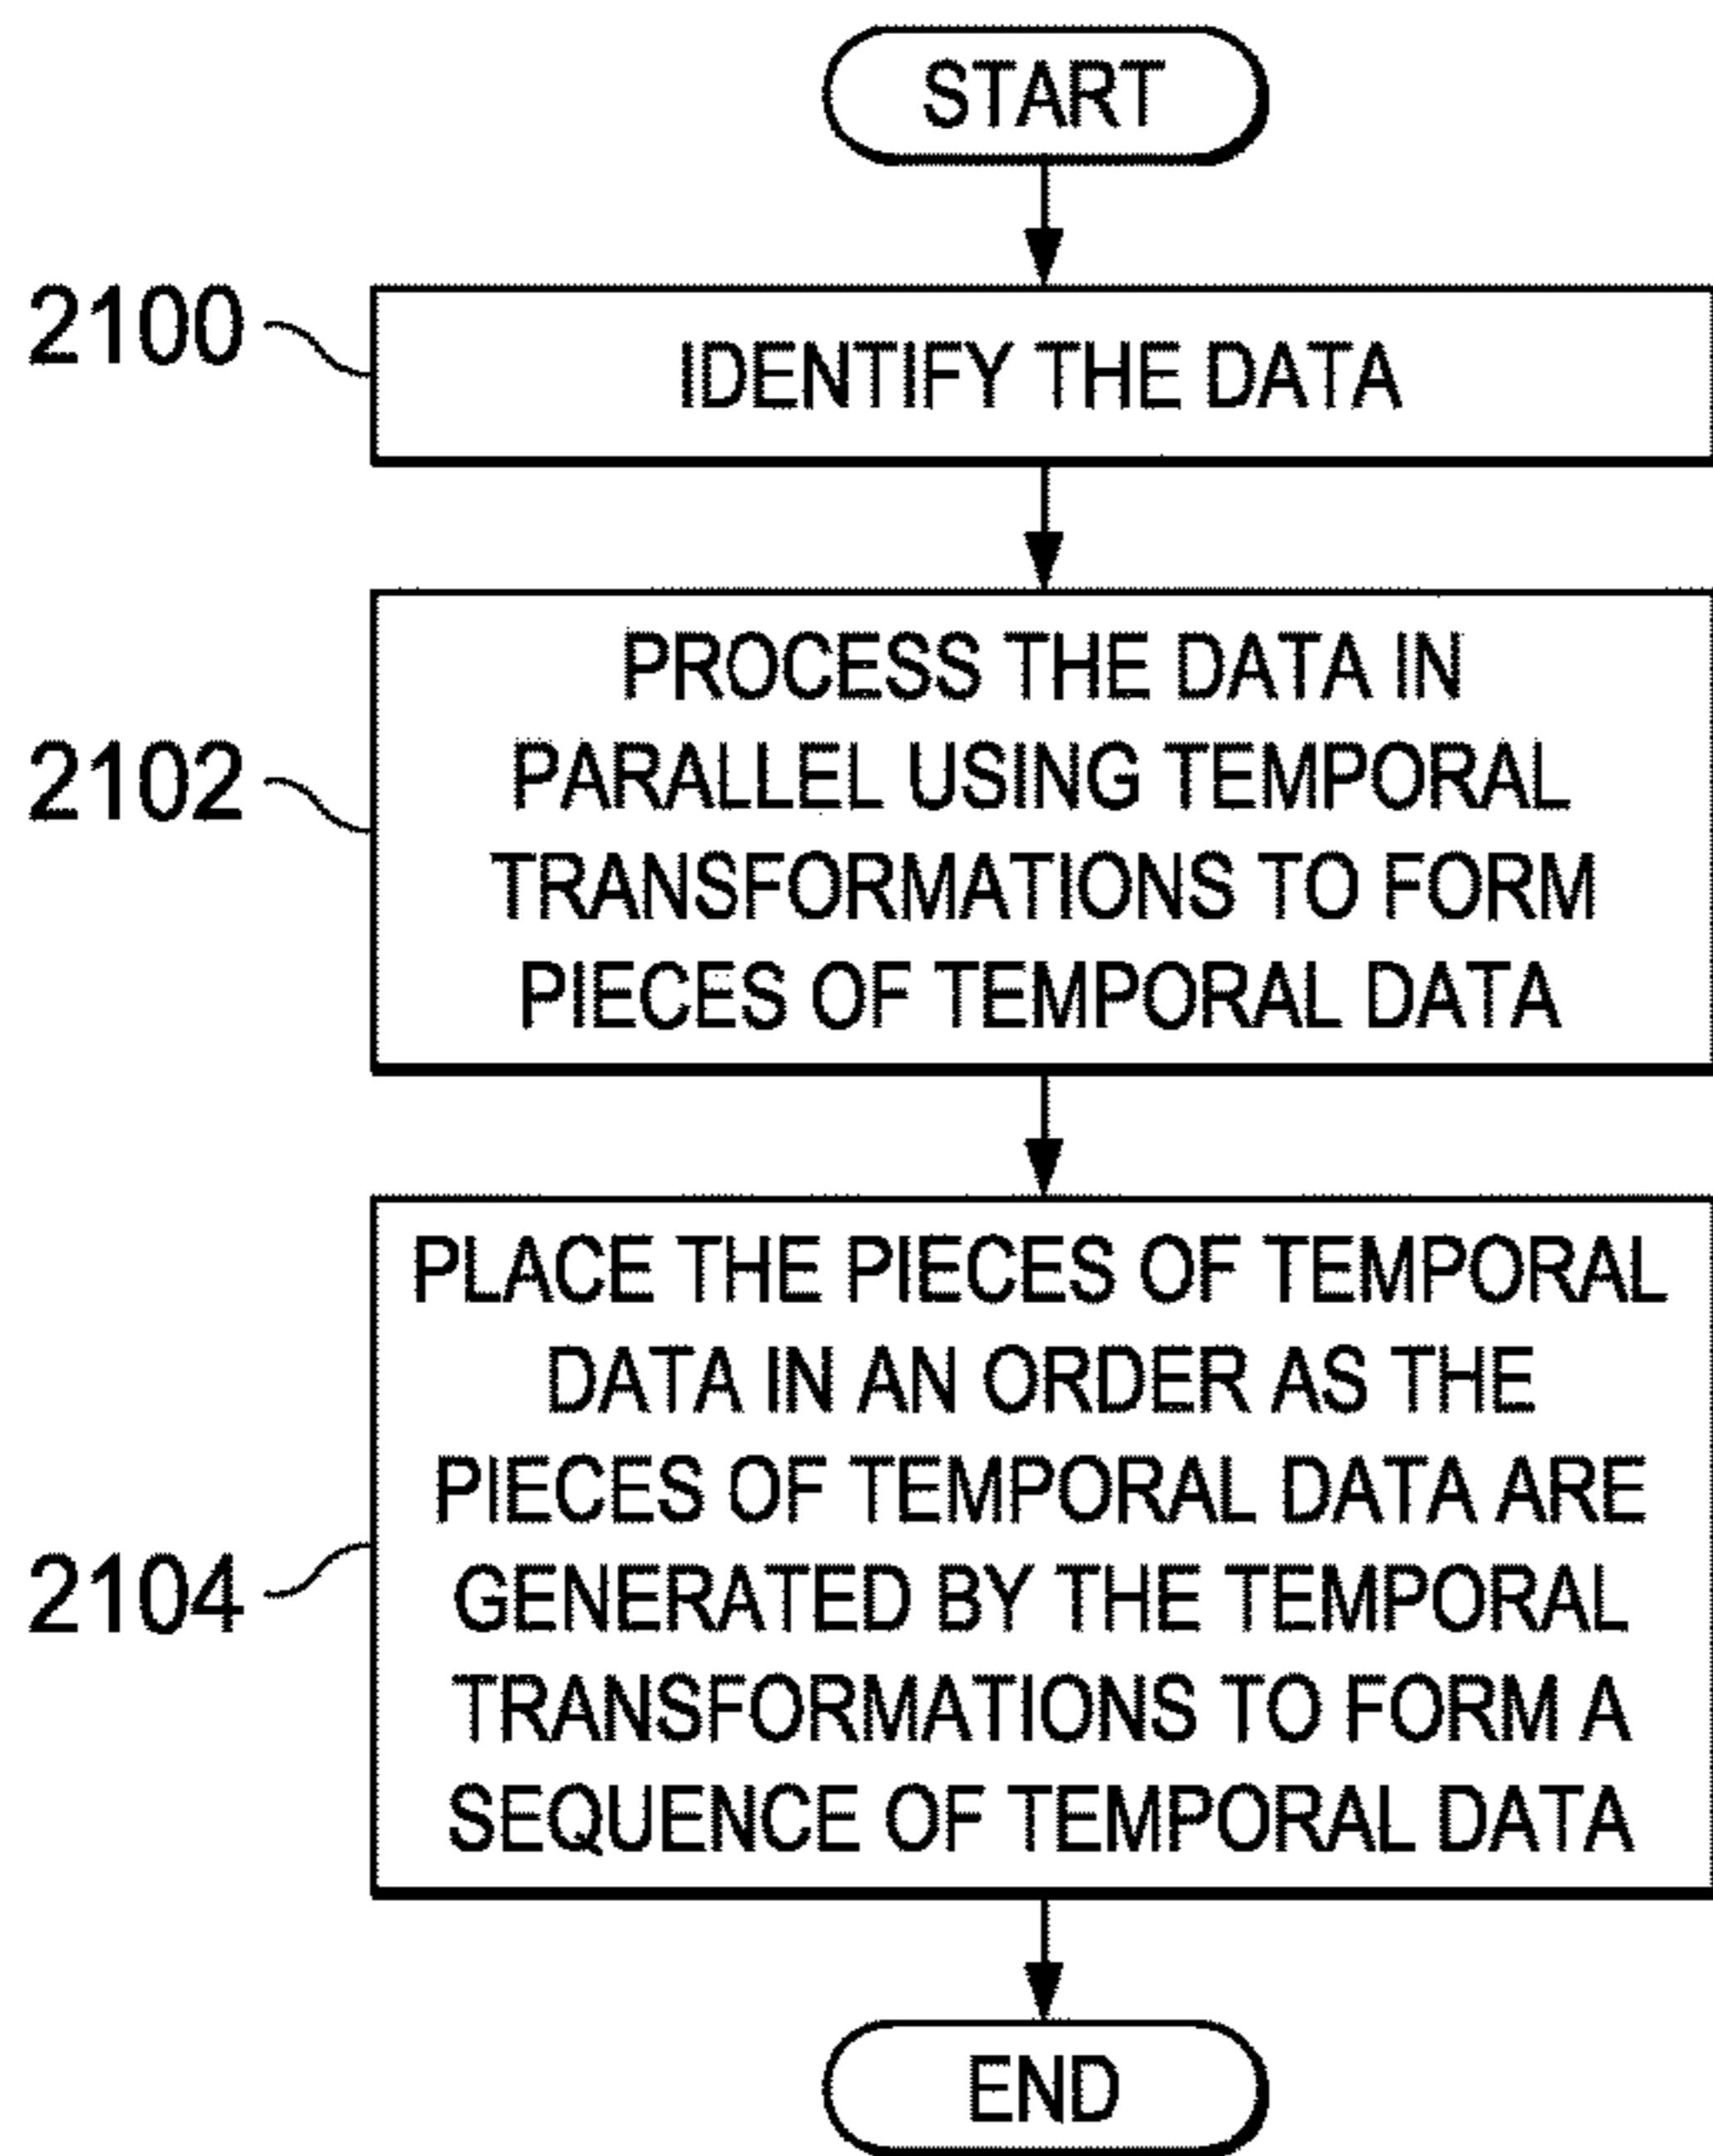 START
2100
IDENTIFY THE DATA
2102
PROCESS THE DATA IN
PARALLEL USING TEMPORAL
TRANSFORMATIONS TO FORM
PIECES OF TEMPORAL DATA
2104
PLACE THE PIECES OF TEMPORAL
DATA IN AN ORDER AS THE
PIECES OF TEMPORAL DATA ARE
GENERATED BY THE TEMPORAL
TRANSFORMATIONS TO FORM A
SEQUENCE OF TEMPORAL DATA
END